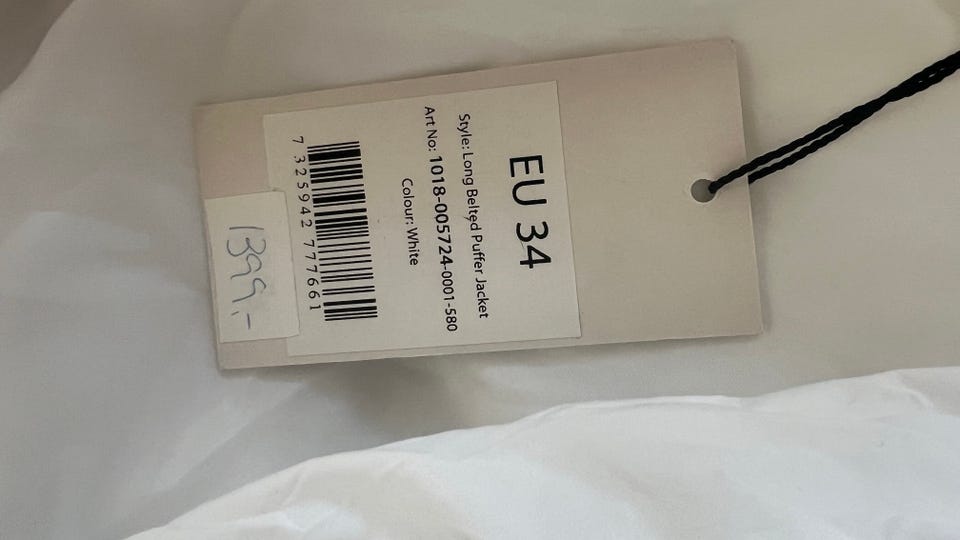 EU 34
Style: Long Belted Puffer Jacket
Art No: 1018-005724-0001-580
Colour: White
7 325942 777661
1399,-